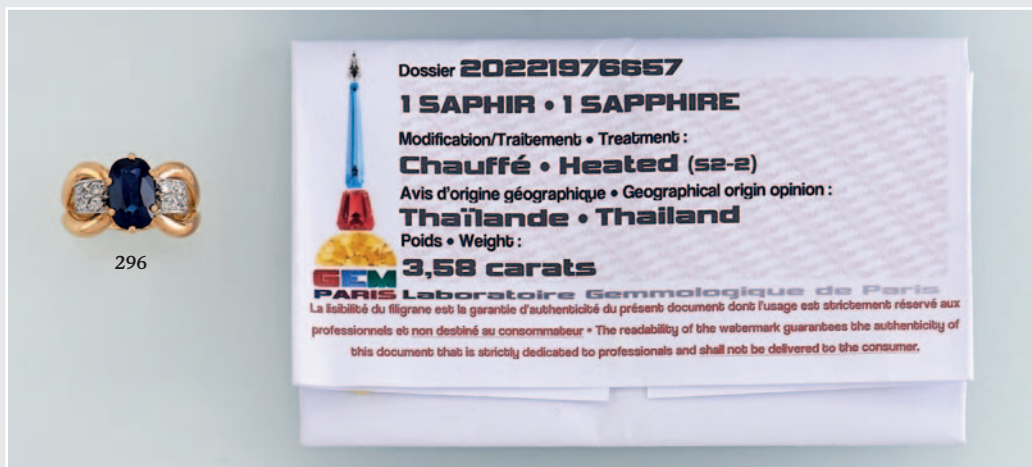 Dossier 20221976657
1 SAPHIR • 1 SAPPHIRE
Modification/Traitement • Treatment :
Chauffé • Heated (S2-2)
Avis d'origine géographique • Geographical origin opinion :
Thaïlande • Thailand
Poids • Weight :
3,58 carats
GEM
PARIS Laboratoire Gemmologique de Paris
La lisibilité du filigrane est la garantie d'authenticité du présent document dont l'usage est strictement réservé aux
professionnels et non destiné au consommateur • The readability of the watermark guarantees the authenticity of
this document that is strictly dedicated to professionals and shall not be delivered to the consumer.
296